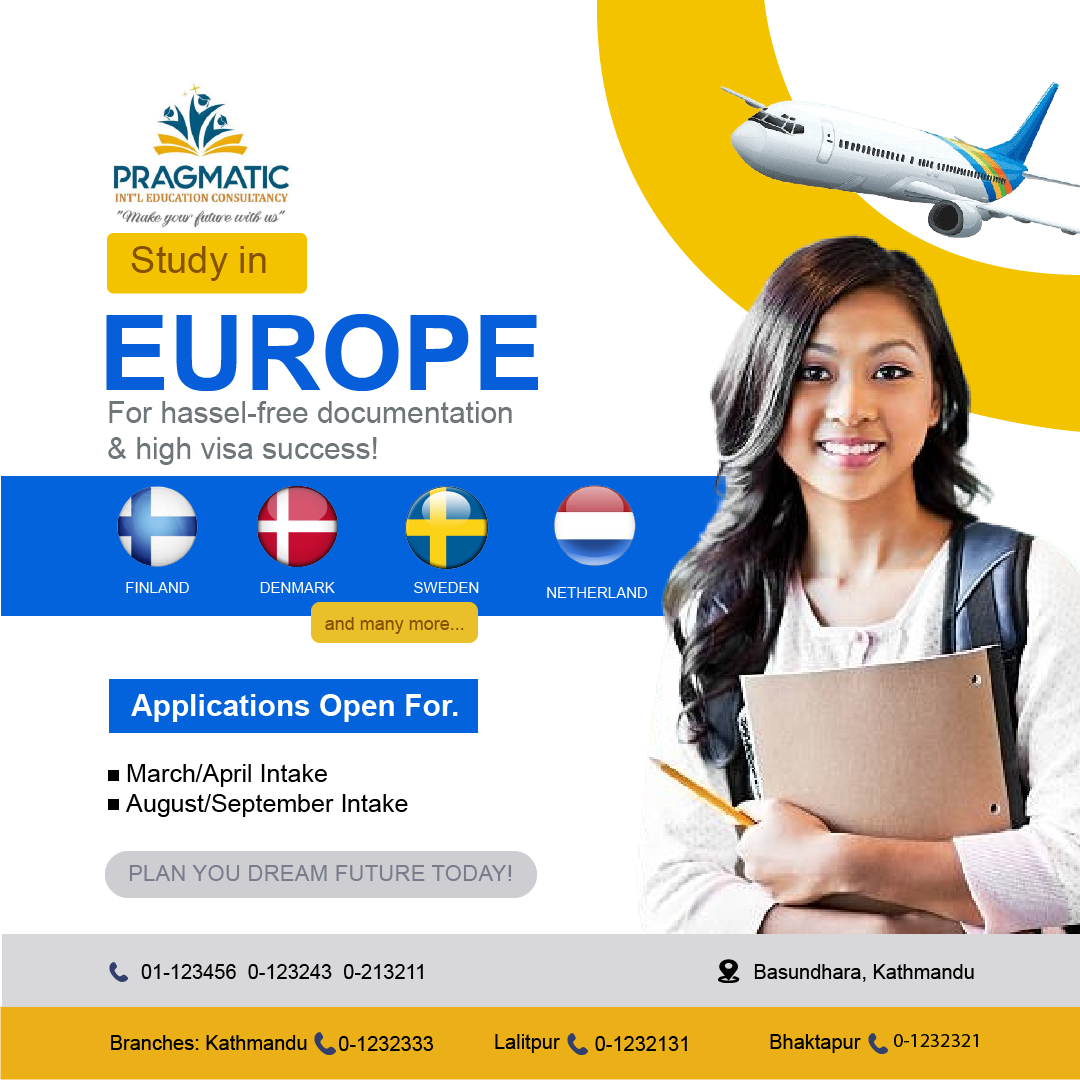 PRAGMATIC
INT'L EDUCATION CONSULTANCY
"Make your future with us"
Study in
EUROPE
For hassel-free documentation
& high visa success!
FINLAND
DENMARK
SWEDEN
NETHERLAND
and many more...
Applications Open For.
March/April Intake
August/September Intake
PLAN YOU DREAM FUTURE TODAY!
01-123456 0-123243 0-213211
Basundhara, Kathmandu
Branches: Kathmandu 0-1232333
Lalitpur 0-1232131
Bhaktapur 0-1232321